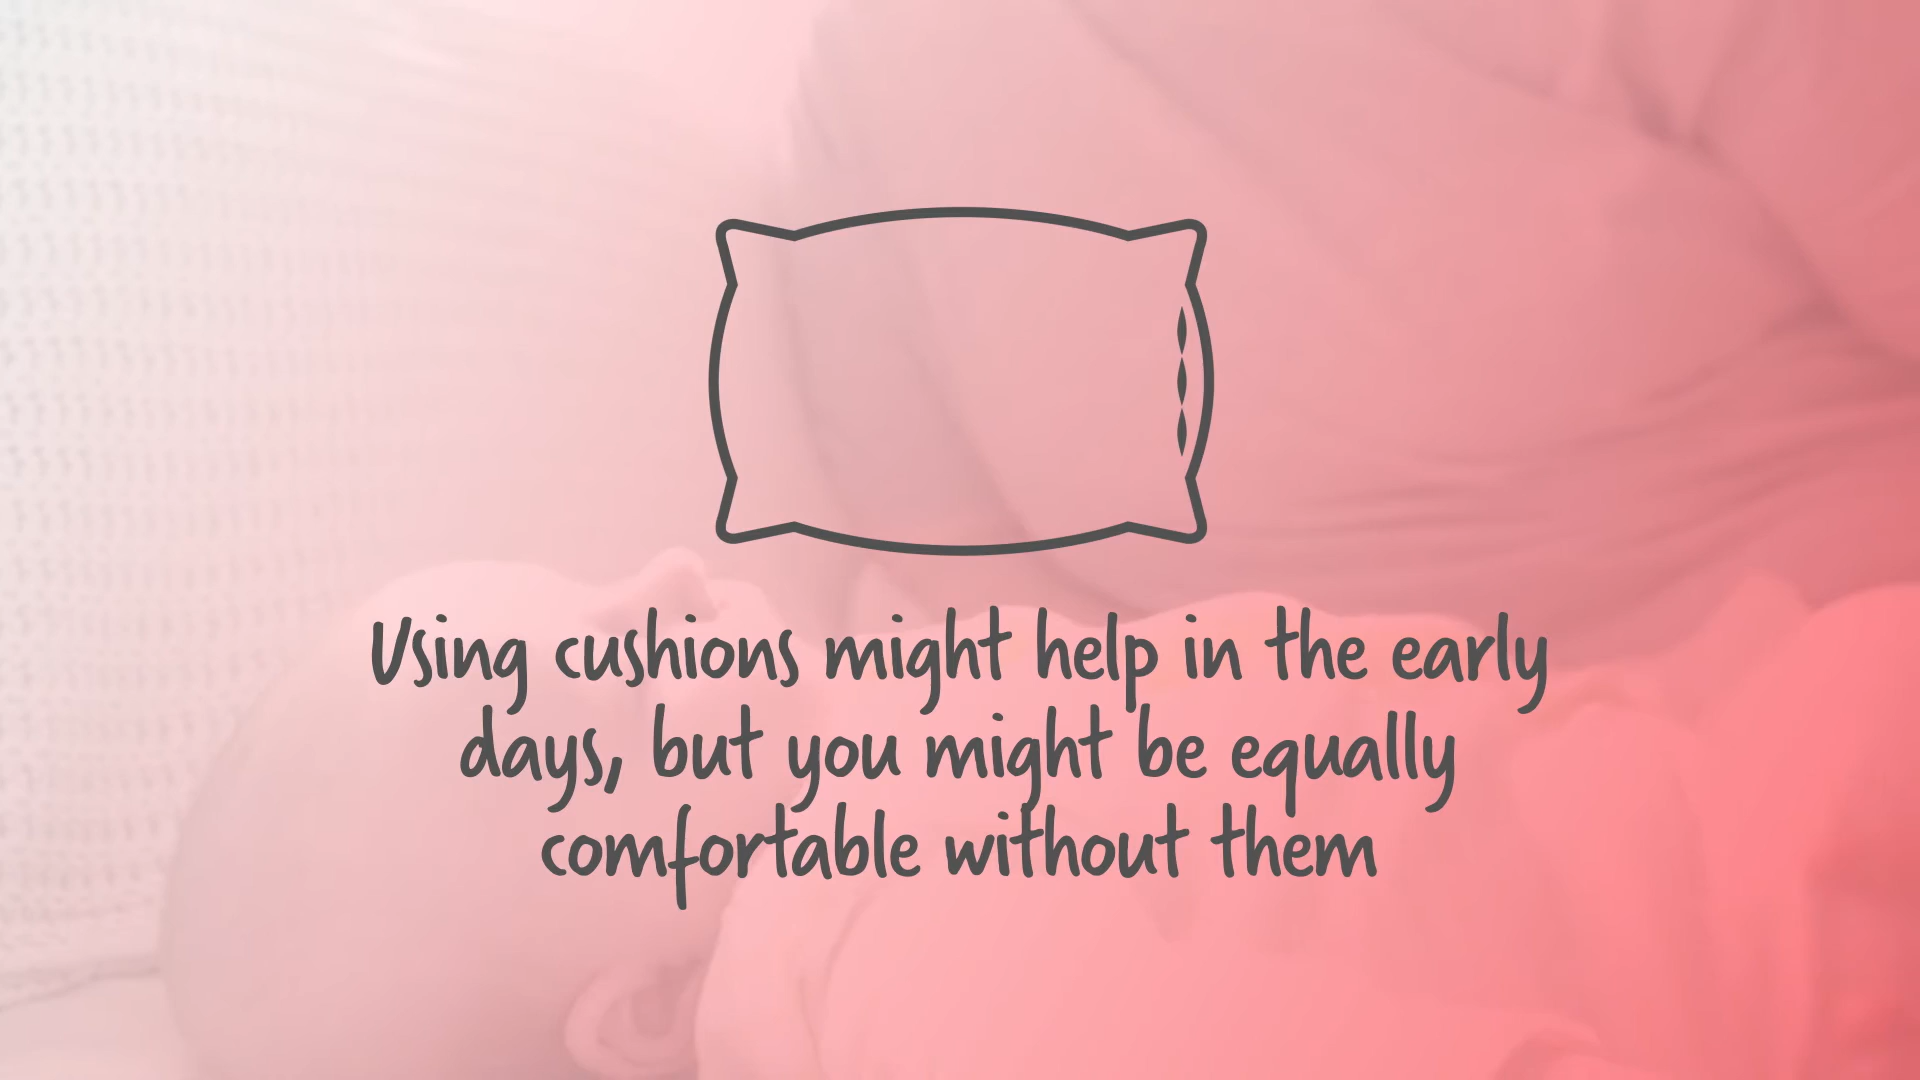 Using cushions might help in the early
days, but you might be equally
comfortable without them